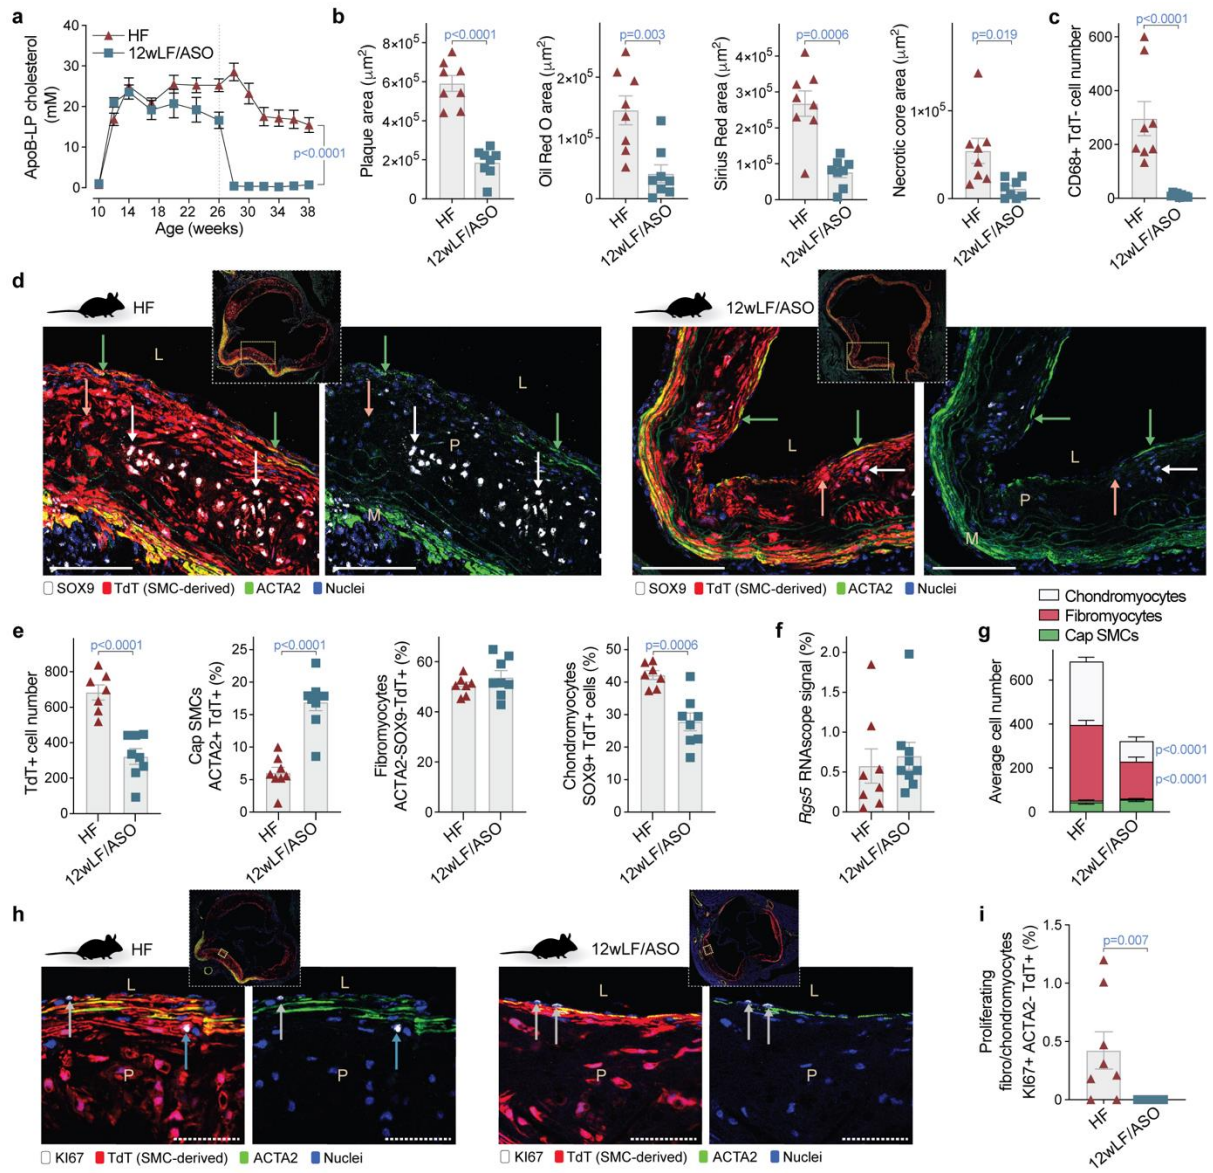 a
HF
12wLF/ASO
ApoB-LP cholesterol
(mM)
40
30
20
10
0
p<0.0001
10 14 18 22 26 30 34 38
Age (weeks)
b
Plaque area (μm2)
8×10⁵
6×10⁵
4×10⁵
2×10⁵
0
p<0.0001
HF
12wLF/ASO
Oil Red O area (μm2)
2×10⁵
1×10⁵
0
p=0.003
HF
12wLF/ASO
Sirius Red area (μm2)
4×10⁵
3×10⁵
2×10⁵
1×10⁵
0
p=0.0006
HF
12wLF/ASO
Necrotic core area (μm2)
1×10⁵
0
p=0.019
HF
12wLF/ASO
c
CD68+ TdT- cell number
600
400
200
0
p<0.0001
HF
12wLF/ASO
d
HF
L
L
P
M
SOX9 TdT (SMC-derived) ACTA2 Nuclei
12wLF/ASO
L
L
P
M
SOX9 TdT (SMC-derived) ACTA2 Nuclei
e
TdT+ cell number
800
600
400
200
0
p<0.0001
HF
12wLF/ASO
Cap SMCs
ACTA2+ TdT+ (%)
25
20
15
10
5
0
p<0.0001
HF
12wLF/ASO
Fibromyocytes
ACTA2-SOX9-TdT+ (%)
60
40
20
0
HF
12wLF/ASO
Chondromyocytes
SOX9+ TdT+ cells (%)
50
40
30
20
10
0
p=0.0006
HF
12wLF/ASO
f
Rgs5 RNAscope signal (%)
2.0
1.5
1.0
0.5
0.0
HF
12wLF/ASO
g
Chondromyocytes
Fibromyocytes
Cap SMCs
Average cell number
600
400
200
0
p<0.0001
p<0.0001
HF
12wLF/ASO
h
HF
L
L
P
P
KI67 TdT (SMC-derived) ACTA2 Nuclei
12wLF/ASO
L
L
P
P
KI67 TdT (SMC-derived) ACTA2 Nuclei
i
Proliferating
fibro/chondromyocytes
KI67+ ACTA2- TdT+ (%)
1.5
1.0
0.5
0.0
p=0.007
HF
12wLF/ASO